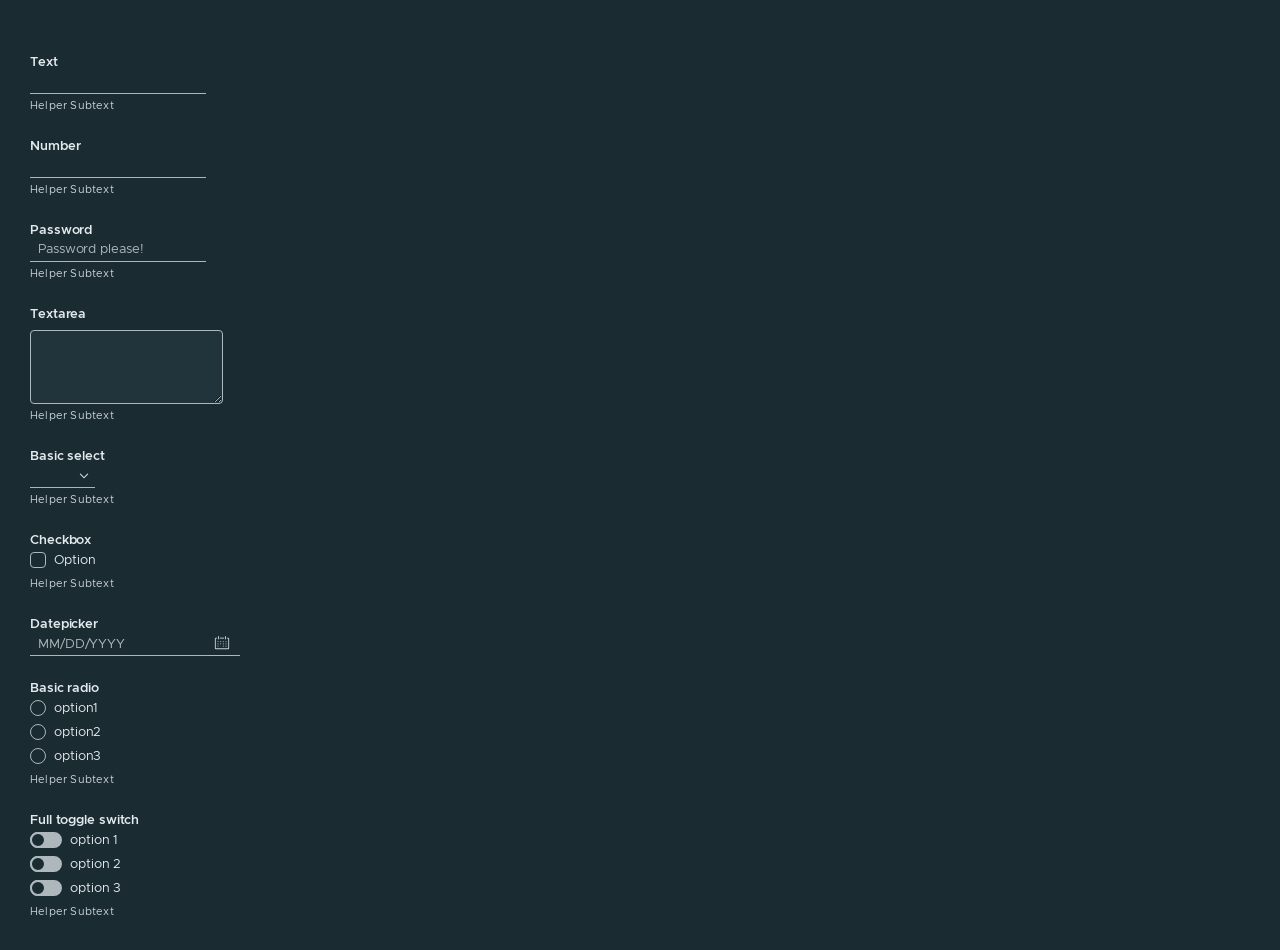 Text
Helper Subtext
Number
Helper Subtext
Password
Password please!
Helper Subtext
Textarea
Helper Subtext
Basic select
Helper Subtext
Checkbox
Option
Helper Subtext
Datepicker
MM/DD/YYYY
Basic radio
option1
option2
option3
Helper Subtext
Full toggle switch
option 1
option 2
option 3
Helper Subtext